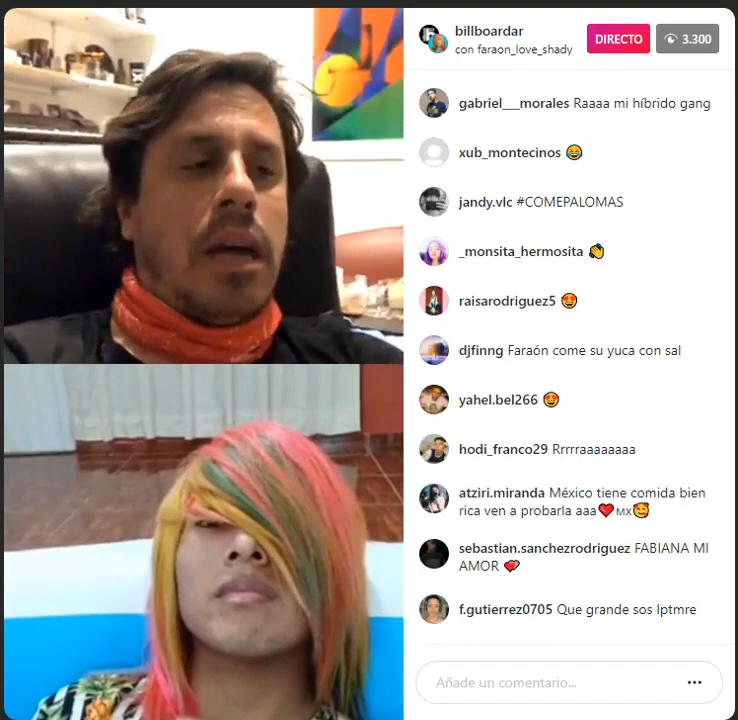 billboardar
con faraon_love_shady
DIRECTO
3.300
gabriel___morales Raaaa mi híbrido gang
xub_montecinos 😂
jandy.vlc #COMEPALOMAS
_monsita_hermosita 👏
raisarodriguez5 😍
djfinng Faraón come su yuca con sal
yahel.bel266 😍
hodi_franco29 Rrrrraaaaaaaa
atziri.miranda México tiene comida bien
rica ven a probarla aaa❤️MX🥰
sebastian.sanchezrodriguez FABIANA MI
AMOR 💕
f.gutierrez0705 Que grande sos lptmre
Añade un comentario...